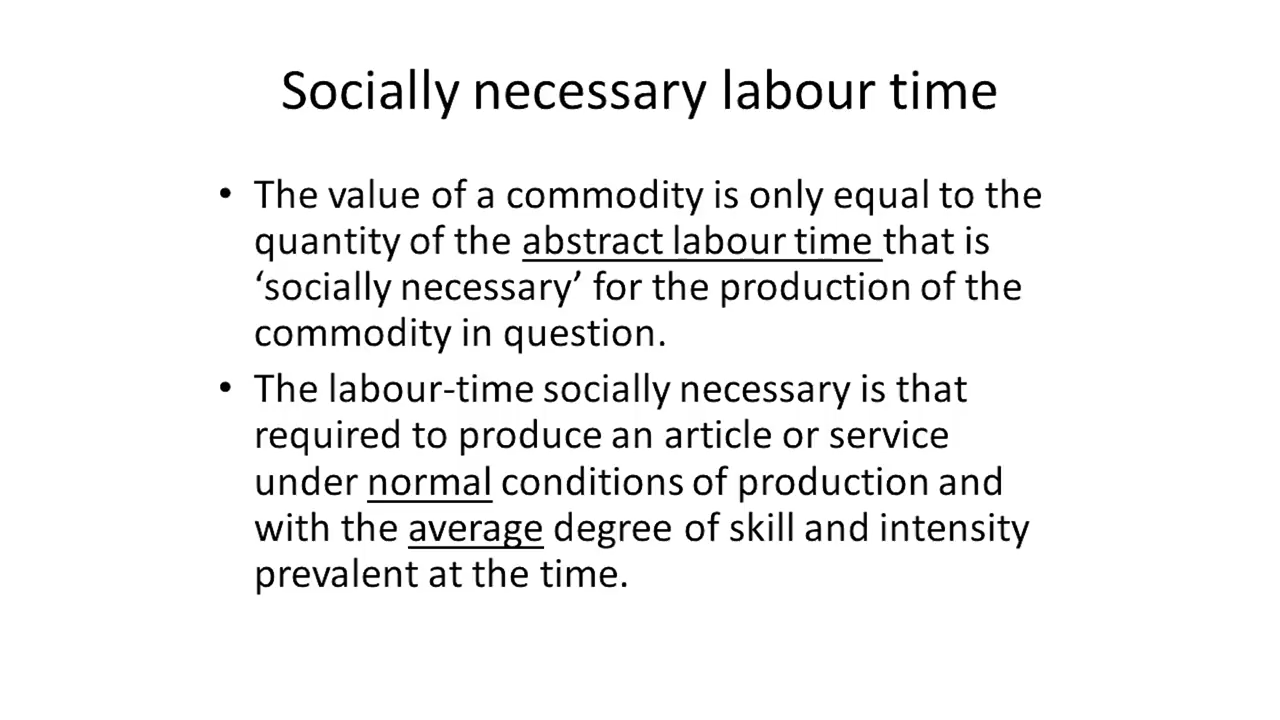 Socially necessary labour time
• The value of a commodity is only equal to the
quantity of the abstract labour time that is
‘socially necessary’ for the production of the
commodity in question.
• The labour-time socially necessary is that
required to produce an article or service
under normal conditions of production and
with the average degree of skill and intensity
prevalent at the time.